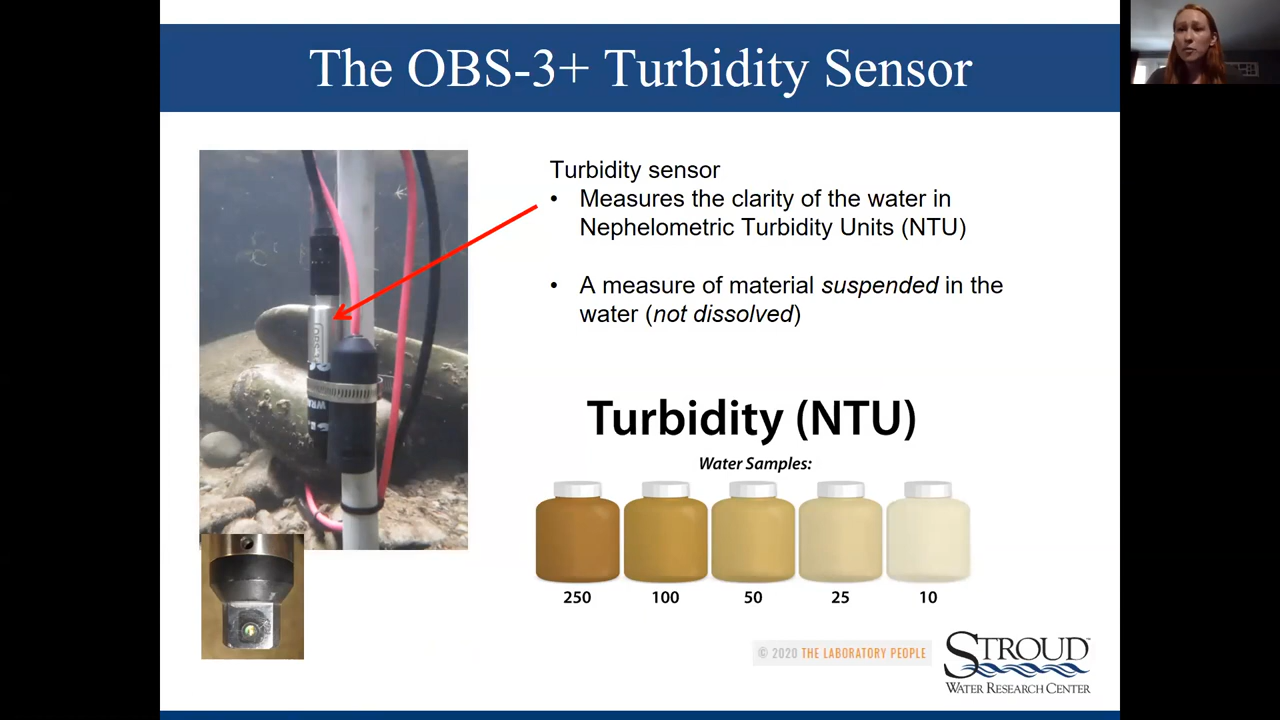 The OBS-3+ Turbidity Sensor
Turbidity sensor
• Measures the clarity of the water in
Nephelometric Turbidity Units (NTU)
• A measure of material suspended in the
water (not dissolved)
Turbidity (NTU)
Water Samples:
250 100 50 25 10
© 2020 THE LABORATORY PEOPLE
STROUD™
WATER RESEARCH CENTER